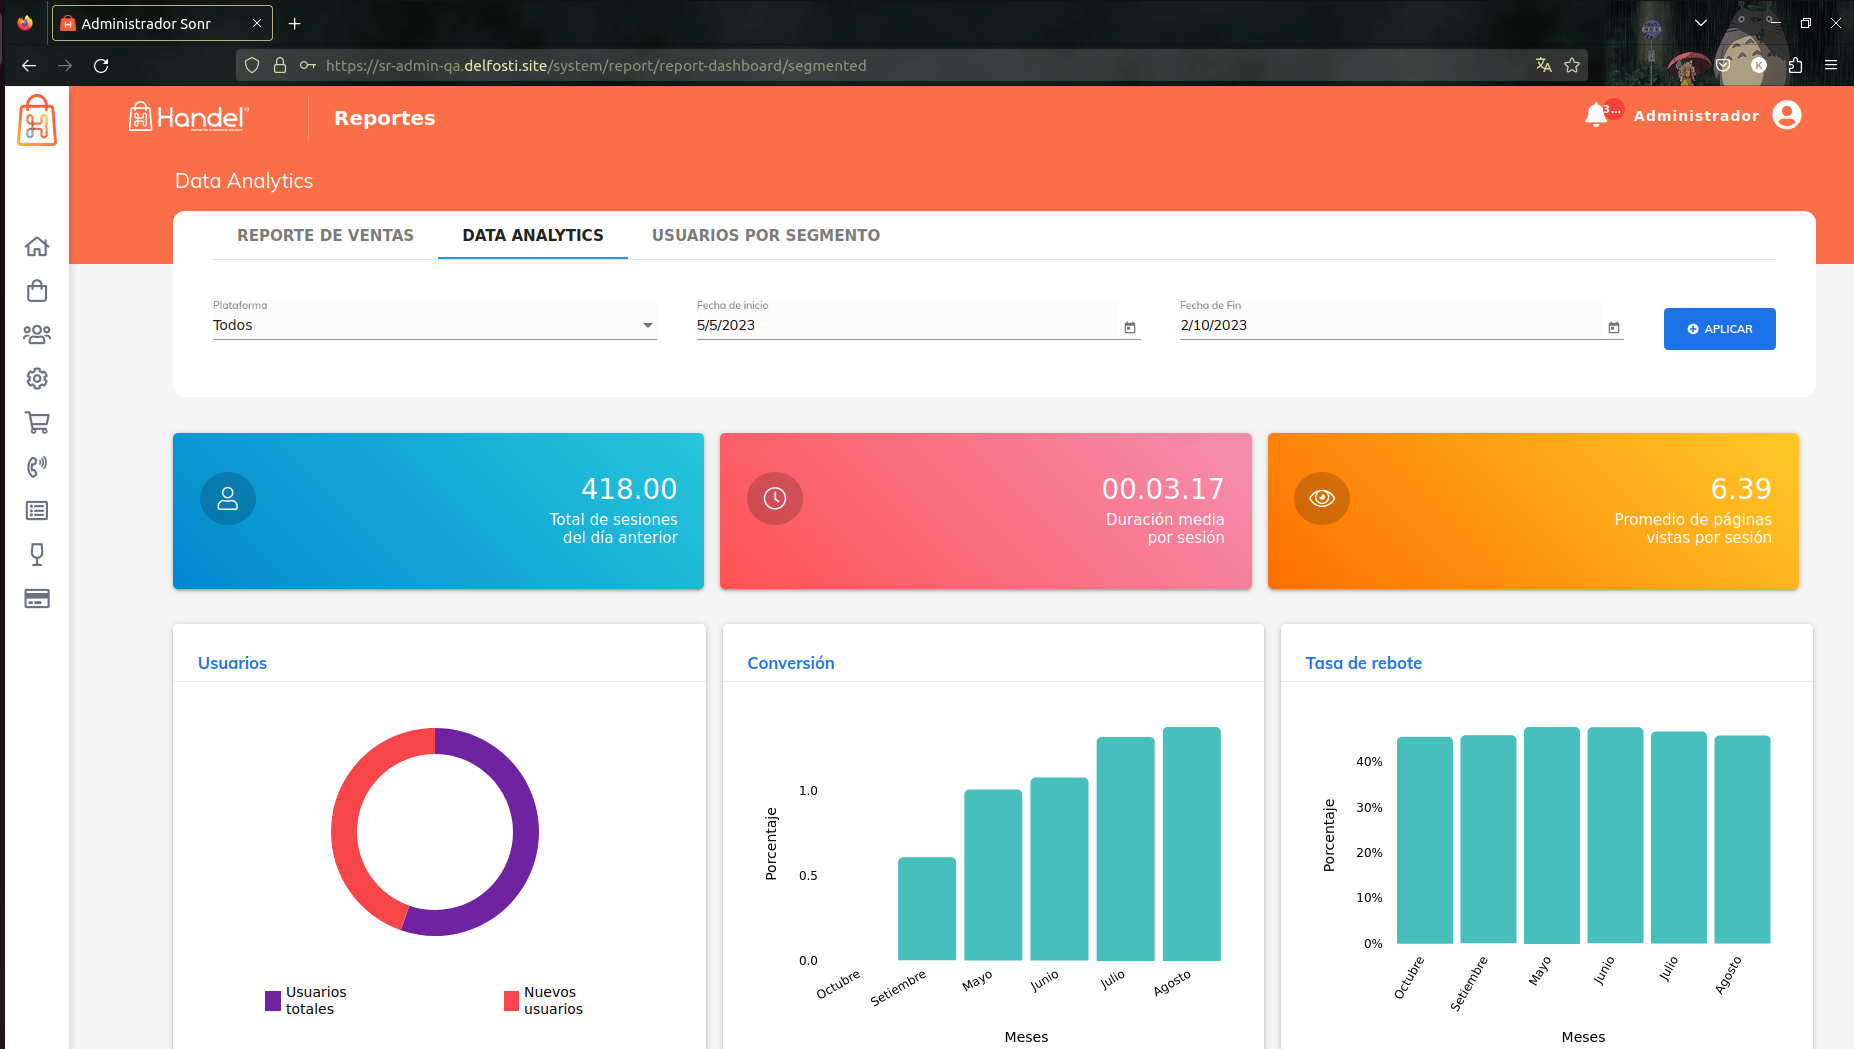 Administrador Sonr
https://sr-admin-qa.delfosti.site/system/report/report-dashboard/segmented
Handel®
Reportes
3...
Administrador
Data Analytics
REPORTE DE VENTAS
DATA ANALYTICS
USUARIOS POR SEGMENTO
Plataforma
Todos
Fecha de inicio
5/5/2023
Fecha de Fin
2/10/2023
APLICAR
418.00
Total de sesiones
del día anterior
00.03.17
Duración media
por sesión
6.39
Promedio de páginas
vistas por sesión
Usuarios
Usuarios
totales
Nuevos
usuarios
Conversión
Porcentaje
1.0
0.5
0.0
Octubre
Setiembre
Mayo
Junio
Julio
Agosto
Meses
Tasa de rebote
Porcentaje
40%
30%
20%
10%
0%
Octubre
Setiembre
Mayo
Junio
Julio
Agosto
Meses